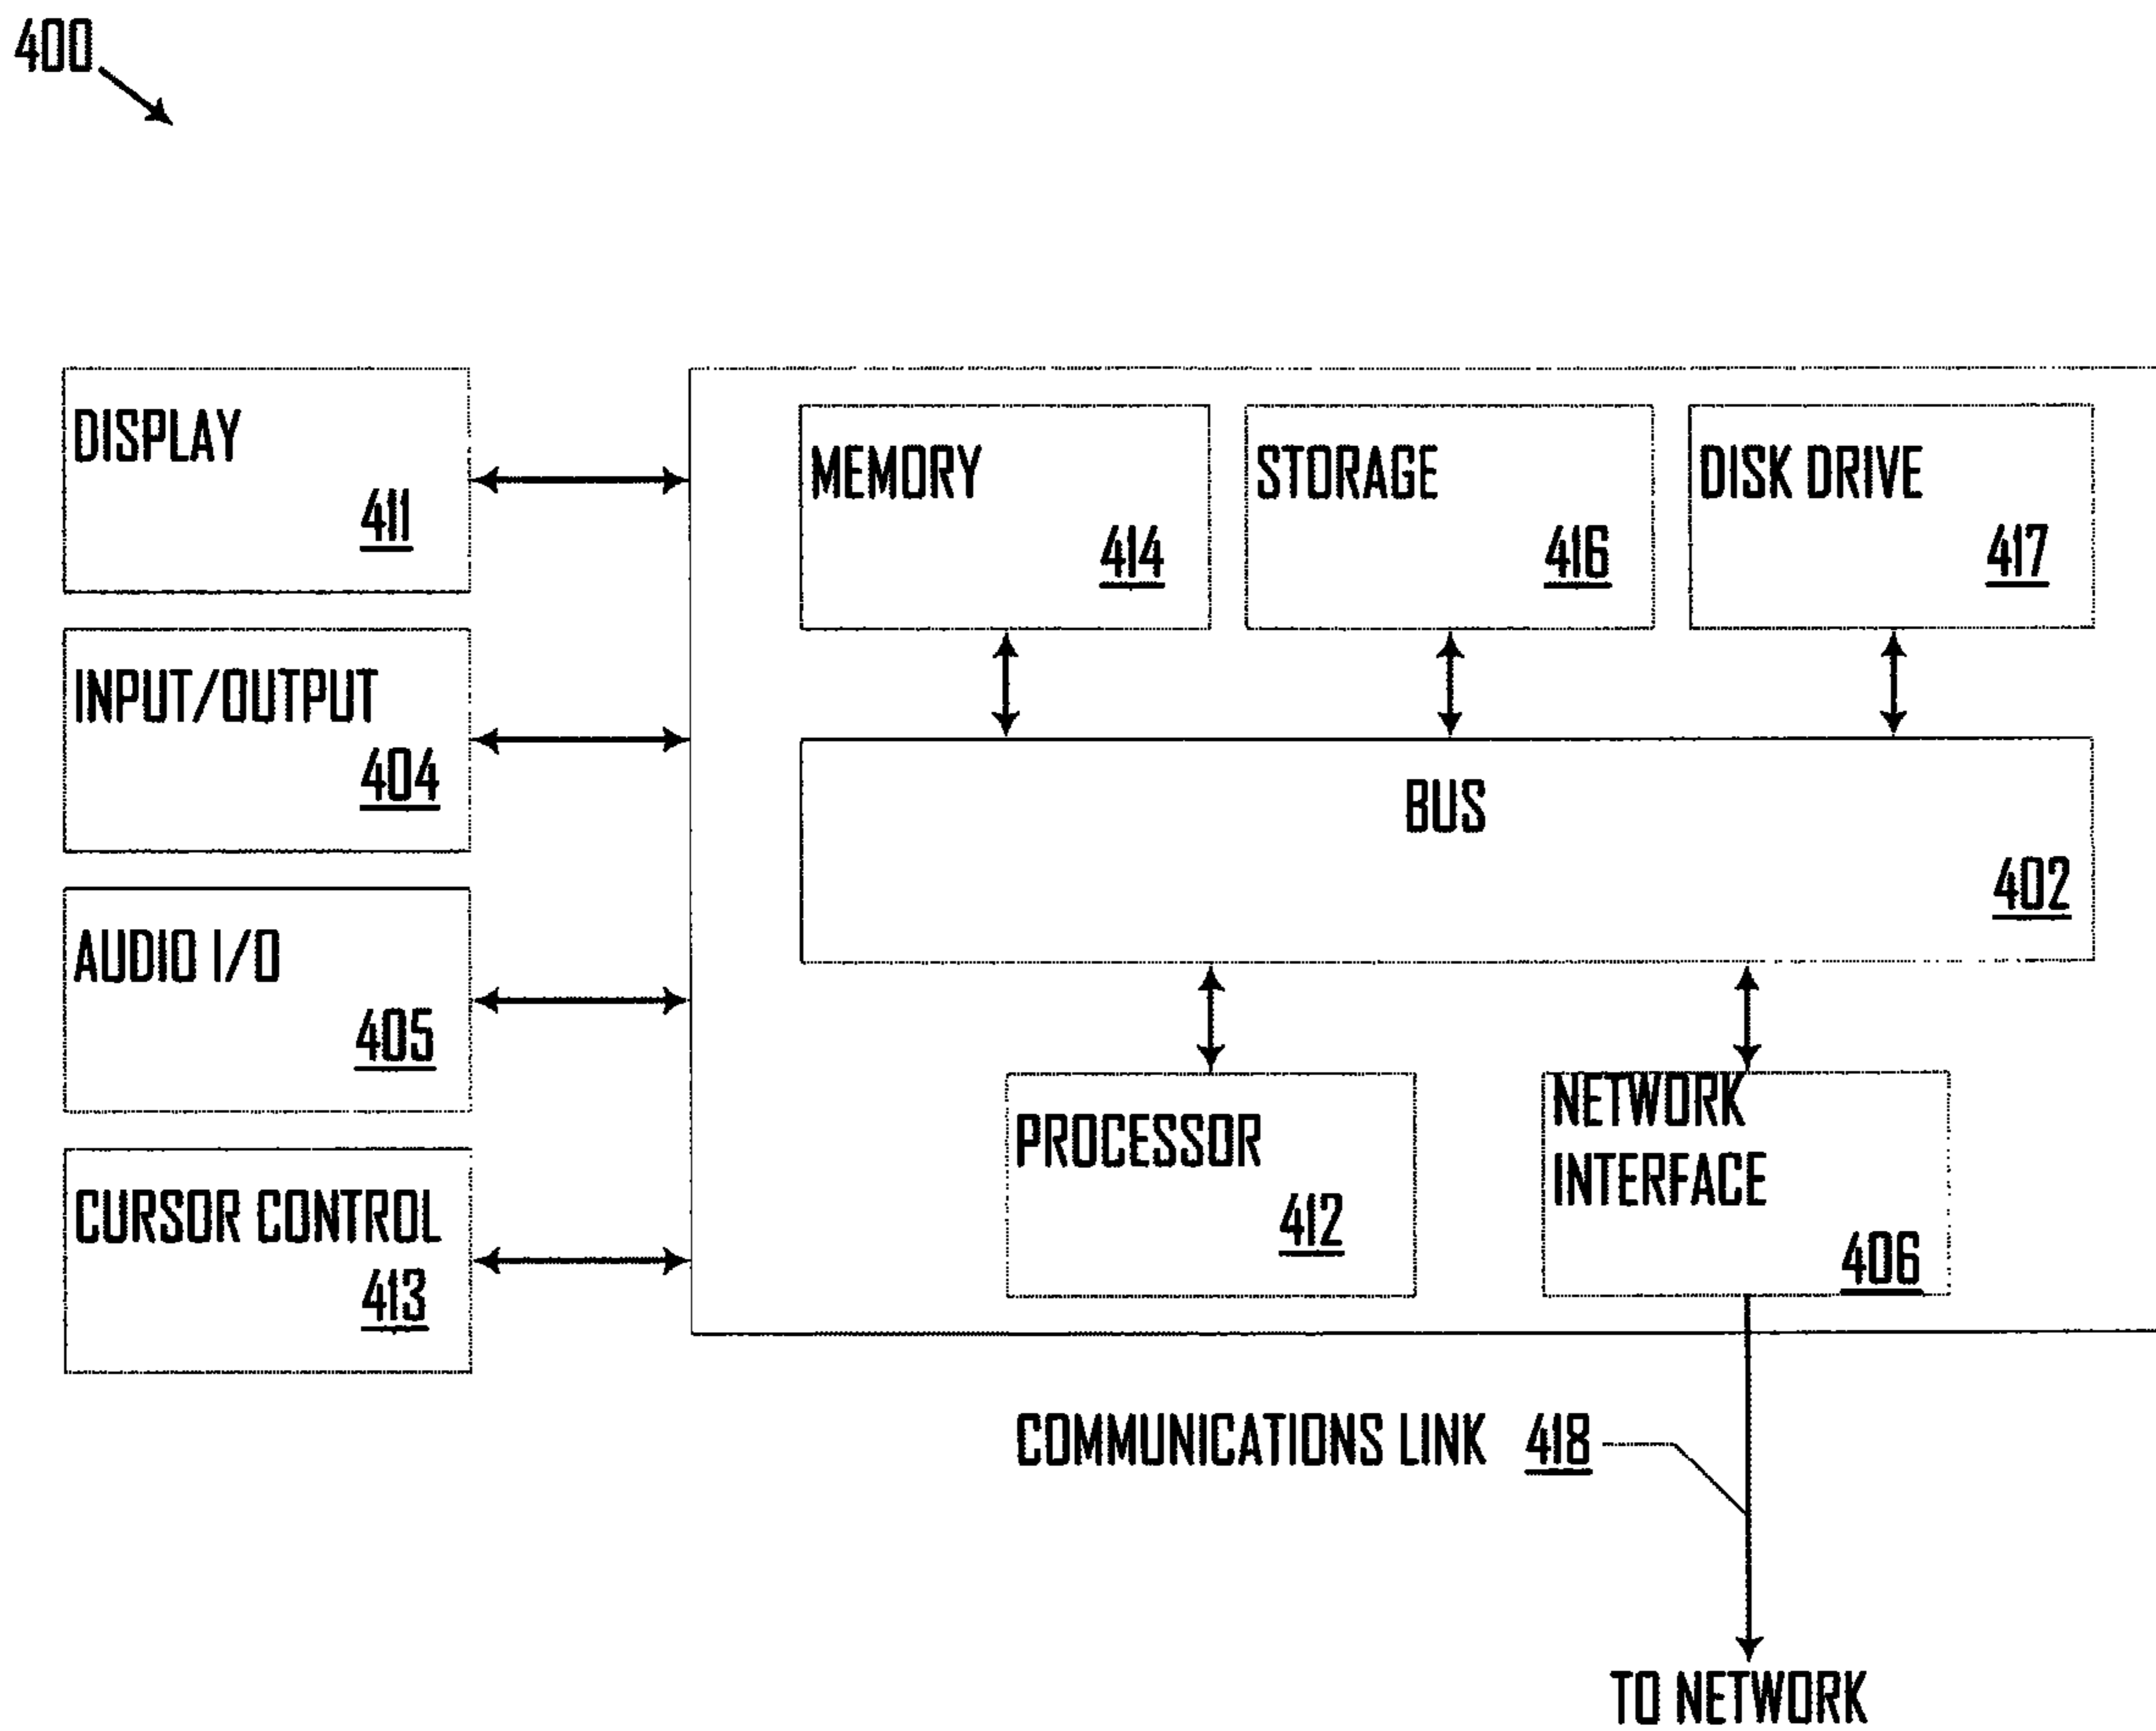 400
DISPLAY
411
INPUT/OUTPUT
404
AUDIO I/O
405
CURSOR CONTROL
413
MEMORY
414
STORAGE
416
DISK DRIVE
417
BUS
402
PROCESSOR
412
NETWORK
INTERFACE
406
COMMUNICATIONS LINK 418
TO NETWORK